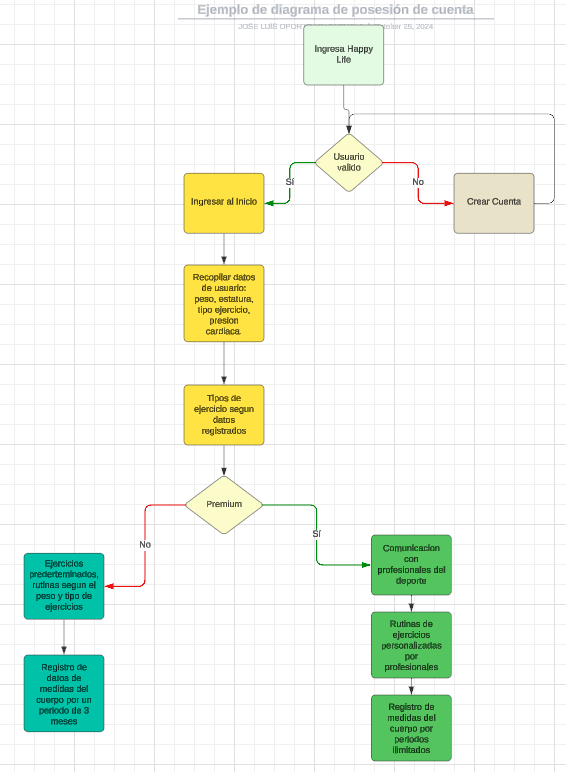 Ejemplo de diagrama de posesión de cuenta
JOSE LUIS OPOR
October 25, 2024
Ingresa Happy
Life
Usuario
valido
Sí
No
Ingresar al Inicio
Crear Cuenta
Recopilar datos
de usuario:
peso, estatura,
tipo ejercicio,
presion
cardiaca.
Tipos de
ejercicio segun
datos
registrados
Premium
No
Sí
Ejercicios
prederteminados,
rutinas segun el
peso y tipo de
ejercicios
Comunicacion
con
profesionales del
deporte
Rutinas de
ejercicios
personalizadas
por
profesionales
Registro de
datos de
medidas del
cuerpo por un
periodo de 3
meses
Registro de
medidas del
cuerpo por
periodos
ilimitados